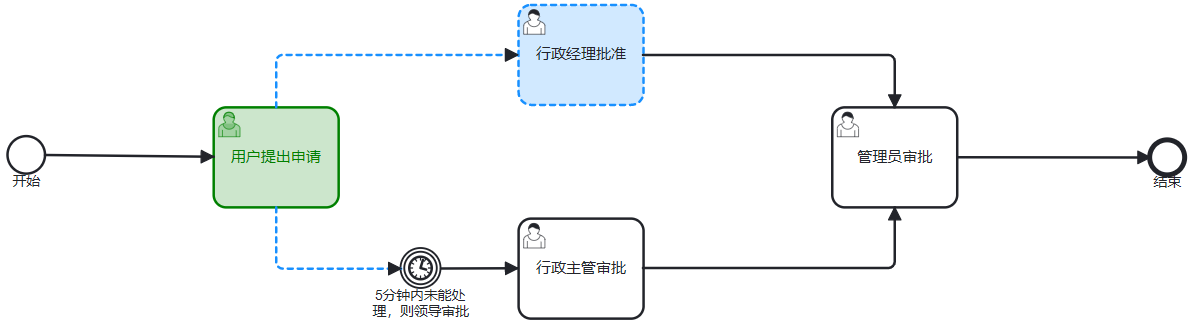 行政经理批准
用户提出申请
管理员审批
开始
结束
行政主管审批
5分钟内未能处
理，则领导审批